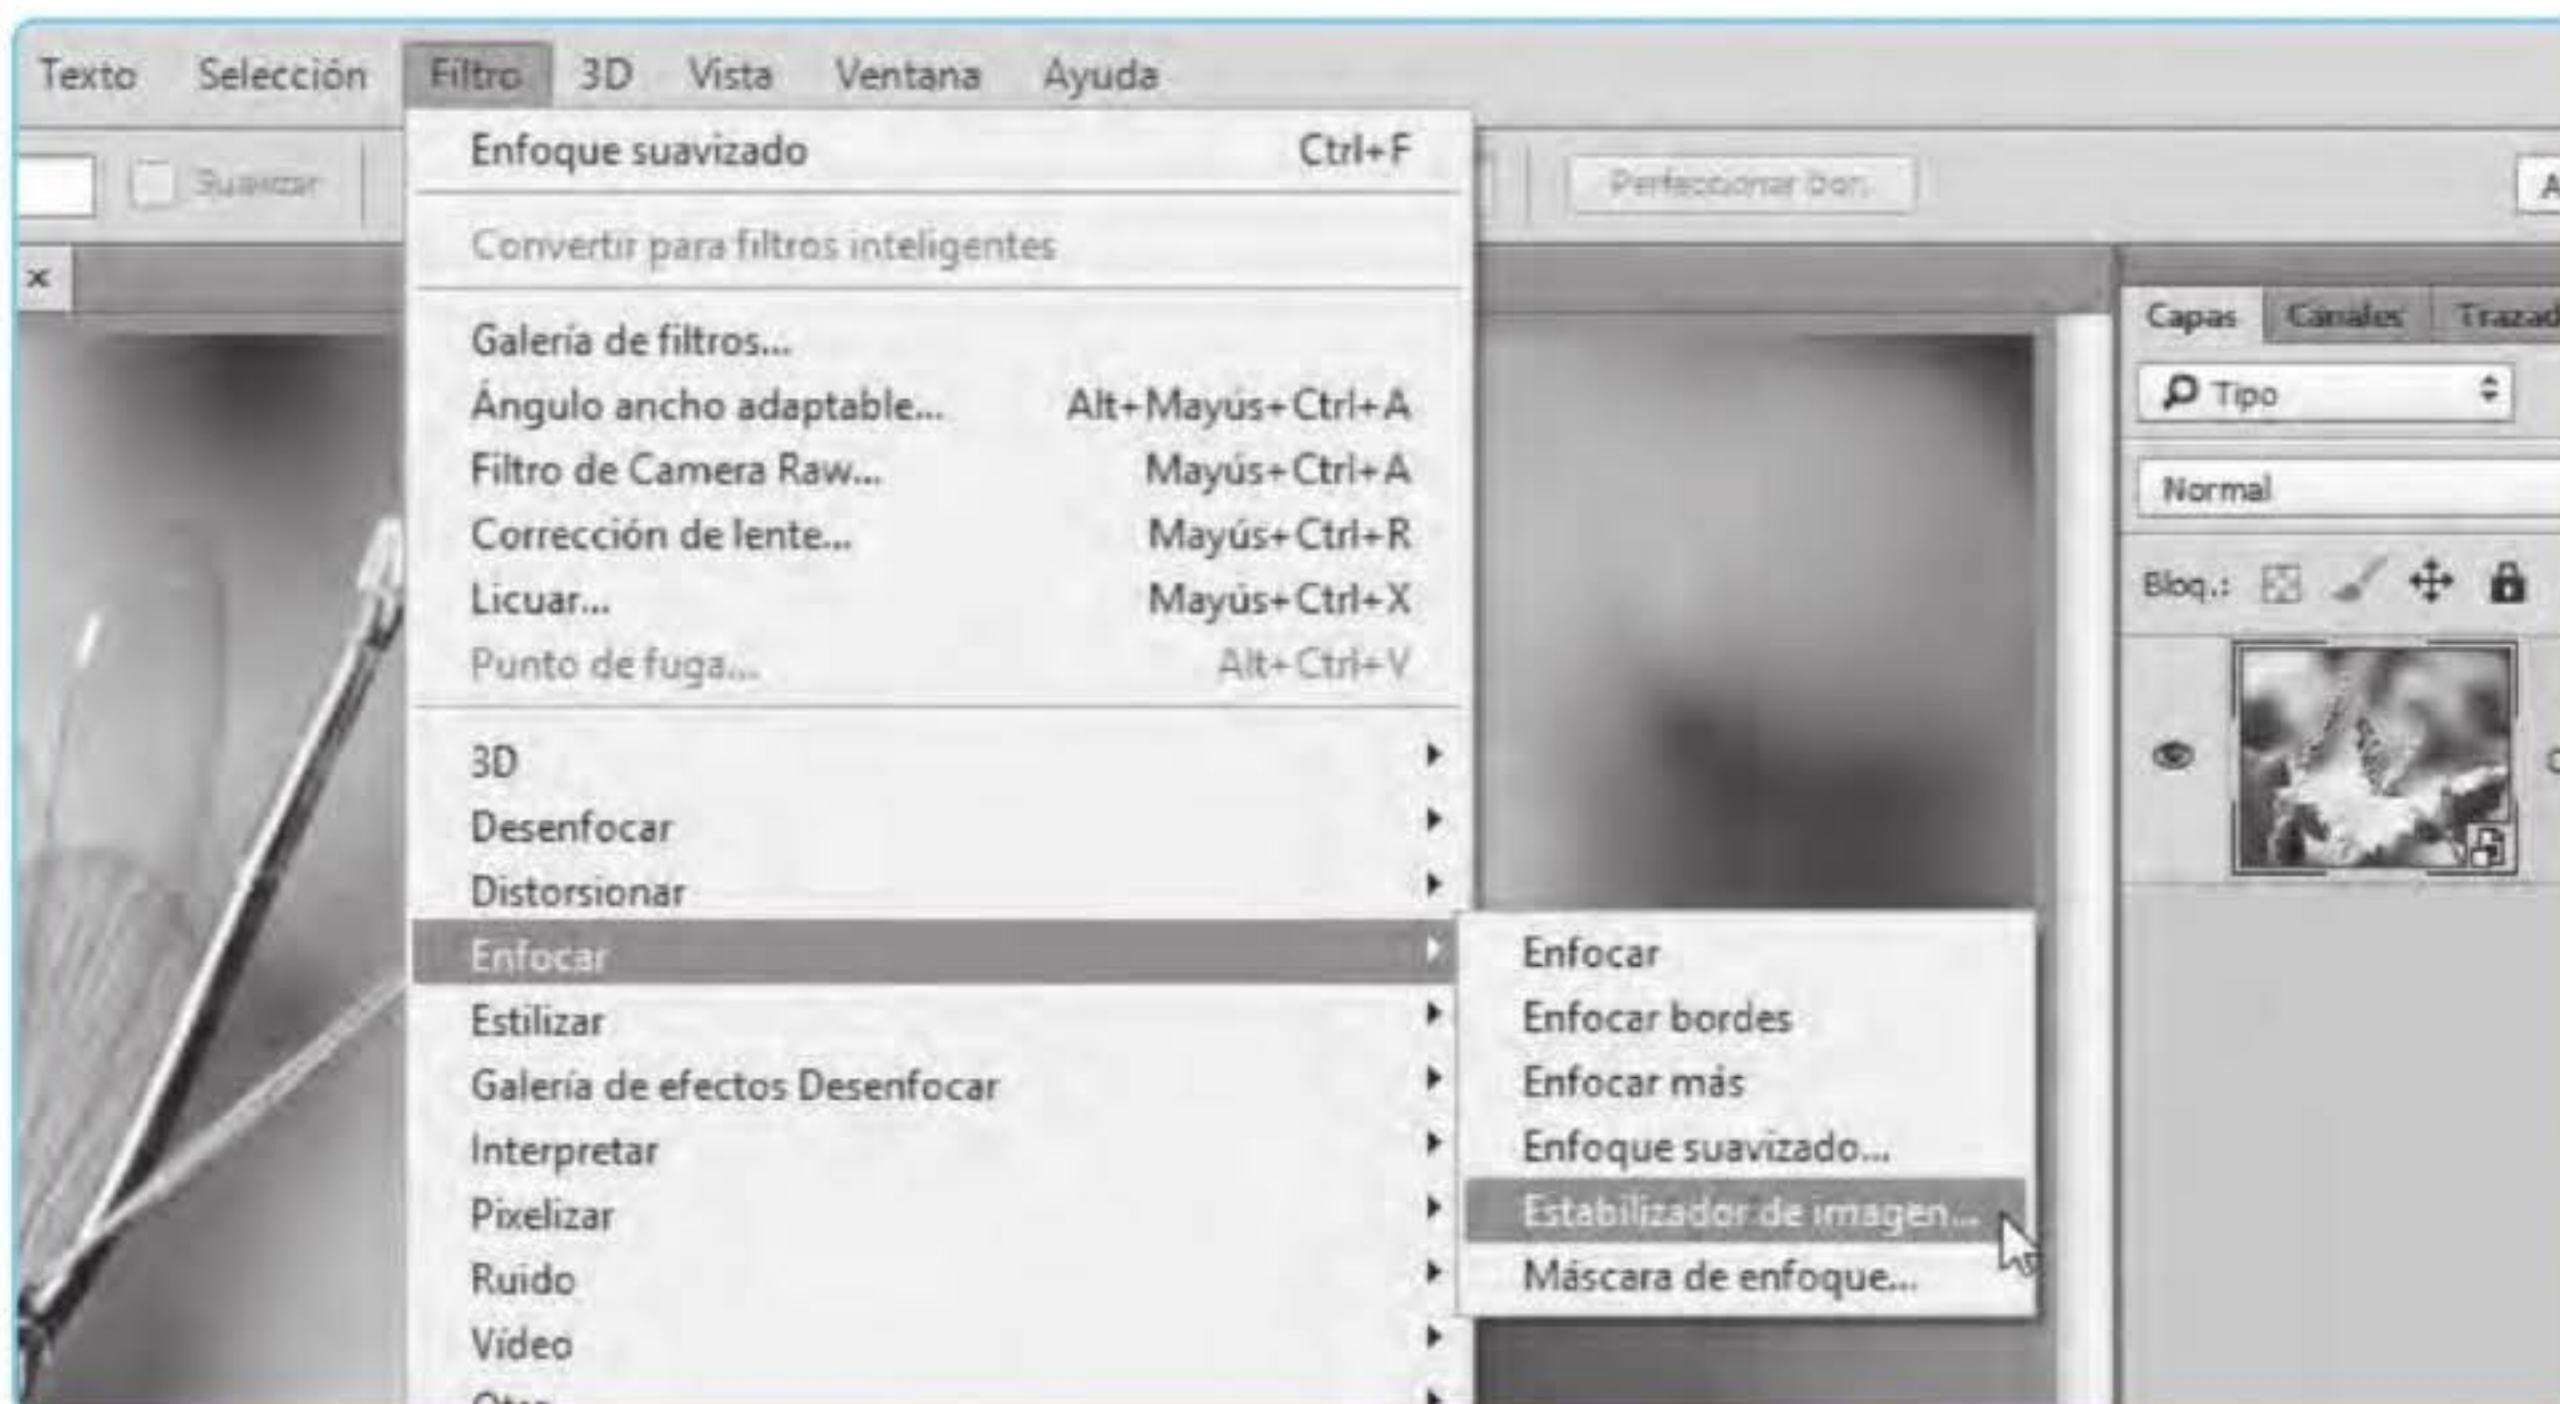 Texto Selección Filtro 3D Vista Ventana Ayuda
Suavizar
Perfeccionar bor.
x
Enfoque suavizado Ctrl+F
Convertir para filtros inteligentes
Galería de filtros...
Ángulo ancho adaptable... Alt+Mayús+Ctrl+A
Filtro de Camera Raw... Mayús+Ctrl+A
Corrección de lente... Mayús+Ctrl+R
Licuar... Mayús+Ctrl+X
Punto de fuga... Alt+Ctrl+V
3D
Desenfocar
Distorsionar
Enfocar
Estilizar
Galería de efectos Desenfocar
Interpretar
Pixelizar
Ruido
Vídeo
Enfocar
Enfocar bordes
Enfocar más
Enfoque suavizado...
Estabilizador de imagen...
Máscara de enfoque...
Capas Canales Trazad
Tipo
Normal
Bloq.: